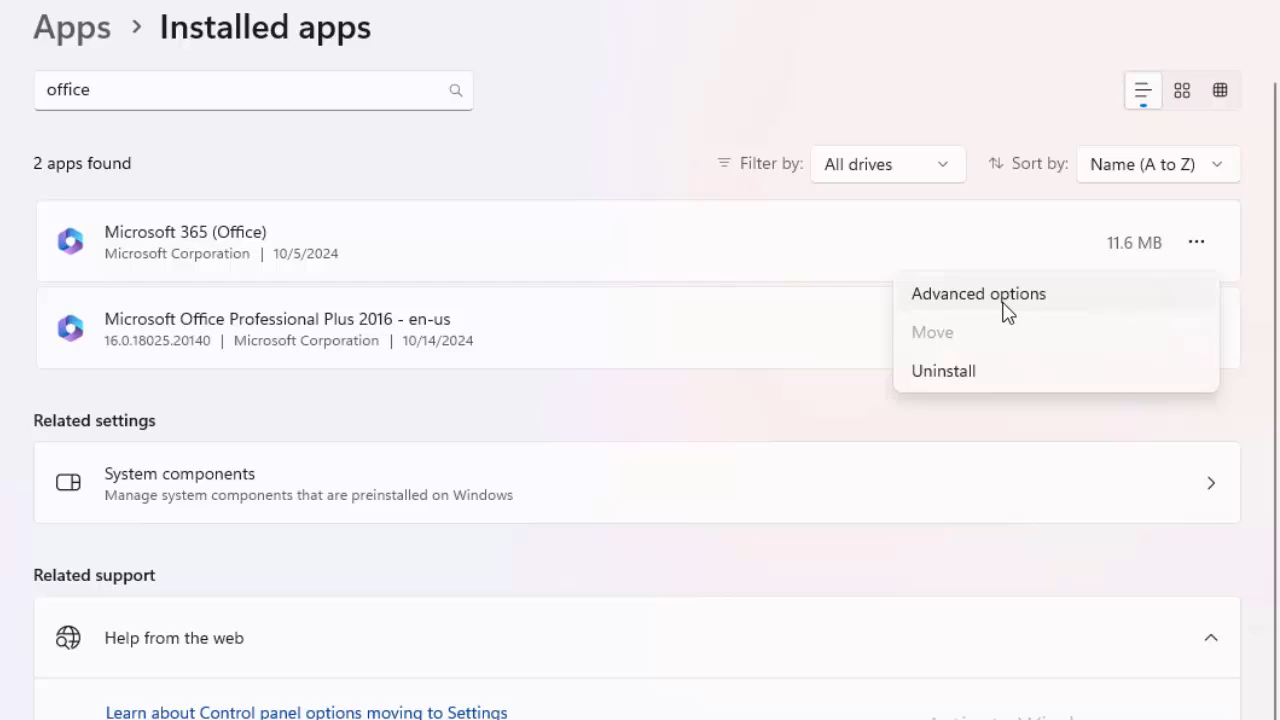 Apps > Installed apps
office
2 apps found
Filter by: All drives
Sort by: Name (A to Z)
Microsoft 365 (Office)
Microsoft Corporation | 10/5/2024
11.6 MB
Advanced options
Move
Uninstall
Microsoft Office Professional Plus 2016 - en-us
16.0.18025.20140 | Microsoft Corporation | 10/14/2024
Related settings
System components
Manage system components that are preinstalled on Windows
Related support
Help from the web
Learn about Control panel options moving to Settings